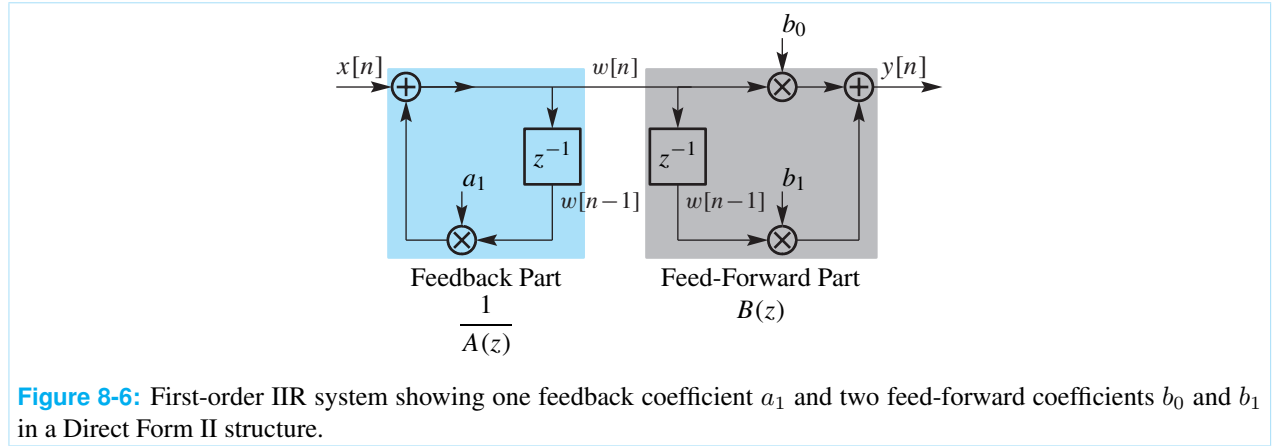 b₀
x[n] w[n] y[n]
+ × +
z⁻¹ z⁻¹
a₁ w[n−1] w[n−1] b₁
× ×
Feedback Part Feed-Forward Part
1/A(z) B(z)
Figure 8-6: First-order IIR system showing one feedback coefficient a₁ and two feed-forward coefficients b₀ and b₁
in a Direct Form II structure.